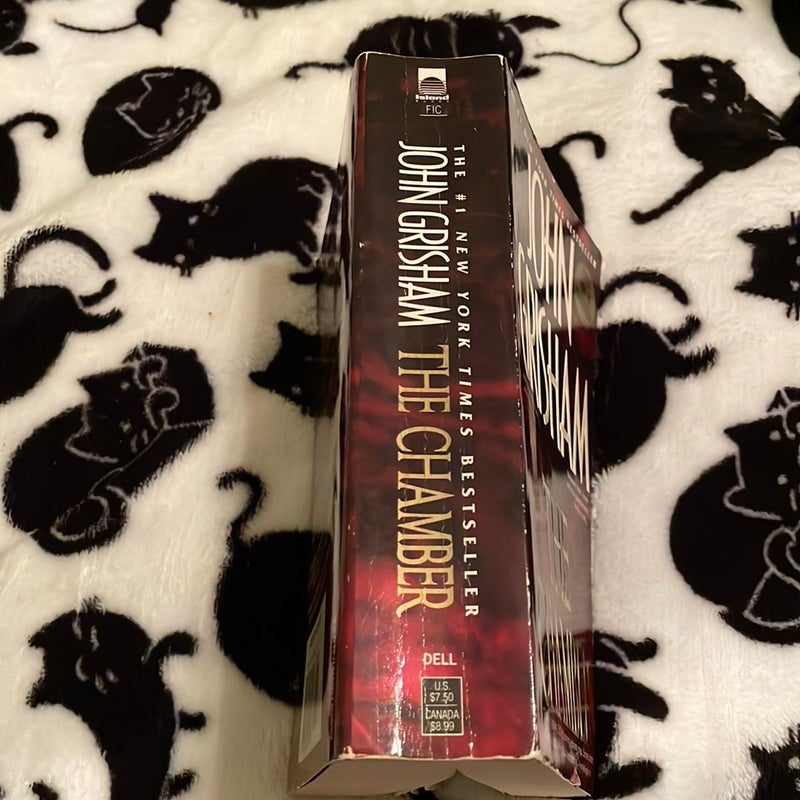 Island
BOOKS
FIC
THE #1 NEW YORK TIMES BESTSELLER
JOHN GRISHAM THE CHAMBER
DELL
U.S.
$7.50
CANADA
$8.99
JOHN
GRISHAM